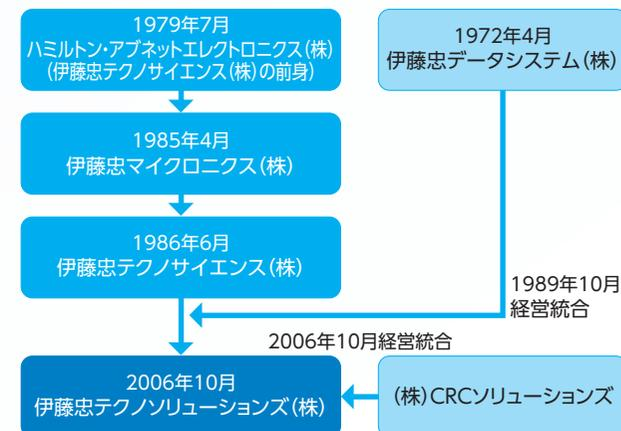 1979年7月
ハミルトン・アブネットエレクトロニクス(株)
(伊藤忠テクノサイエンス(株)の前身)
1972年4月
伊藤忠データシステム(株)
1985年4月
伊藤忠マイクロニクス(株)
1986年6月
伊藤忠テクノサイエンス(株)
1989年10月
経営統合
2006年10月経営統合
2006年10月
伊藤忠テクノソリューションズ(株)
(株)CRCソリューションズ